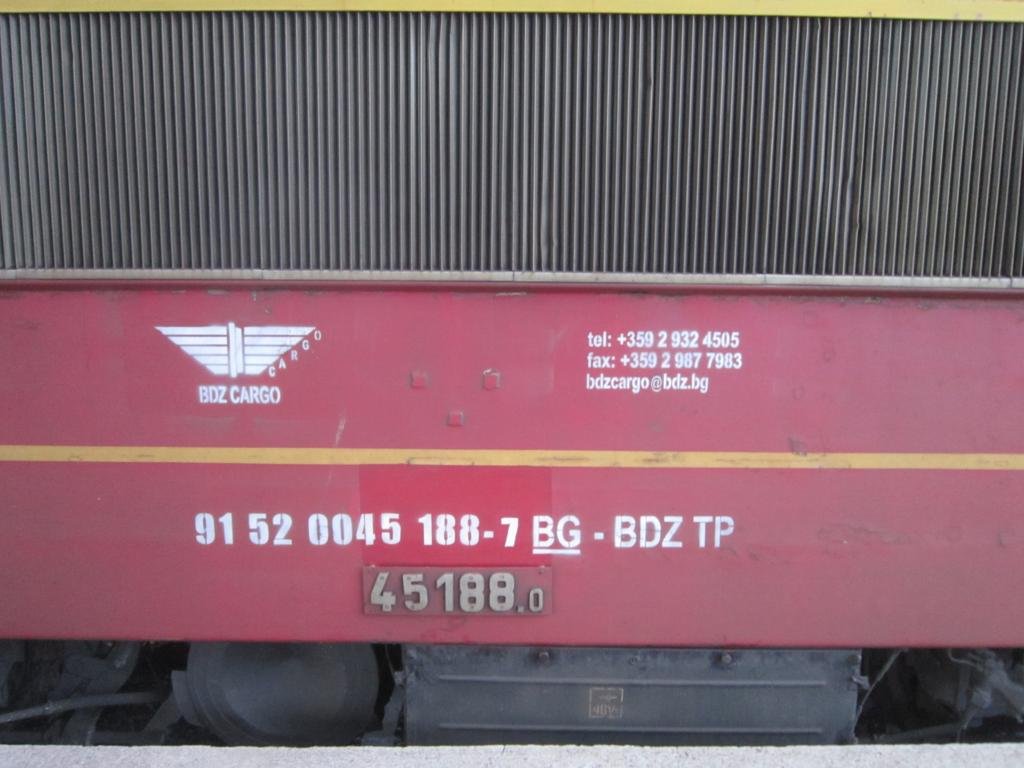 CARGO
BDZ CARGO
tel: +359 2 932 4505
fax: +359 2 987 7983
bdzcargo@bdz.bg
91 52 0045 188-7 BG - BDZ TP
45188.0